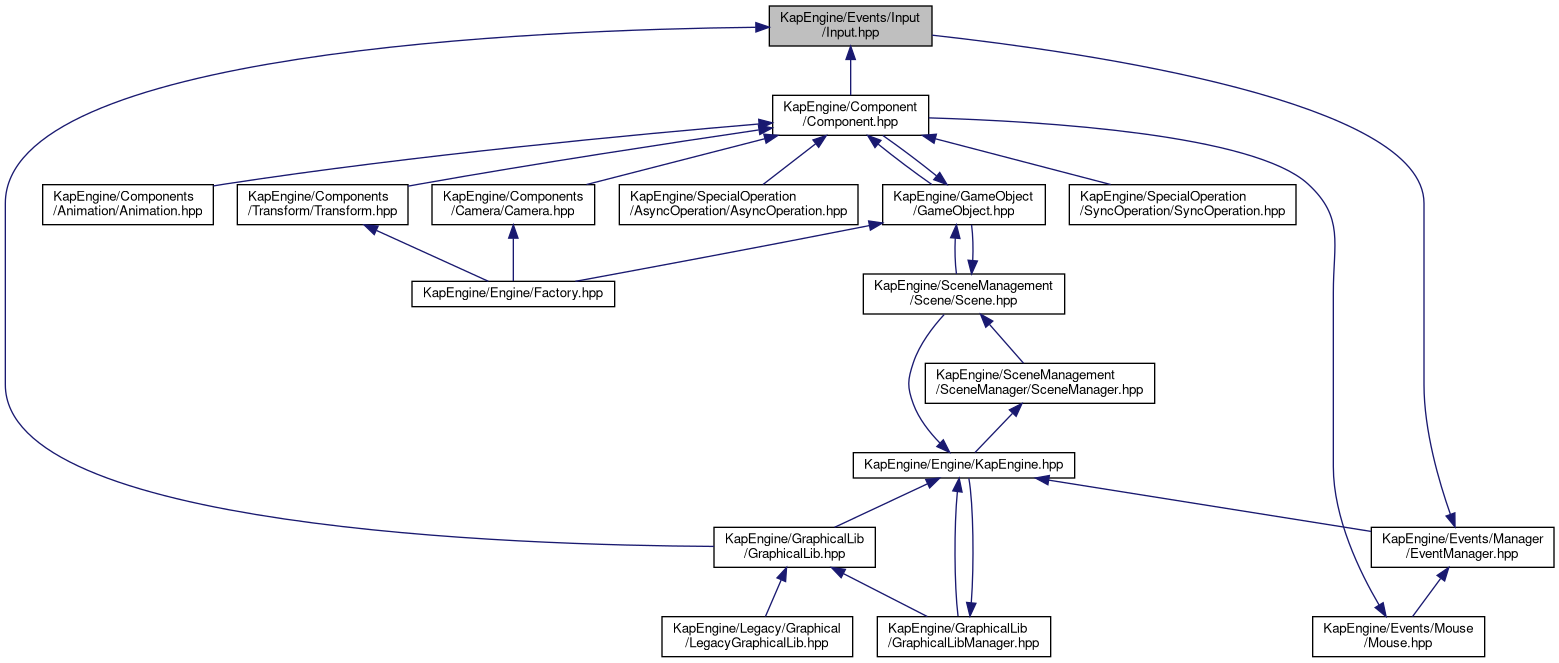 KapEngine/Events/Input
/Input.hpp
KapEngine/Component
/Component.hpp
KapEngine/Components
/Animation/Animation.hpp
KapEngine/Components
/Transform/Transform.hpp
KapEngine/Components
/Camera/Camera.hpp
KapEngine/SpecialOperation
/AsyncOperation/AsyncOperation.hpp
KapEngine/GameObject
/GameObject.hpp
KapEngine/SpecialOperation
/SyncOperation/SyncOperation.hpp
KapEngine/Engine/Factory.hpp
KapEngine/SceneManagement
/Scene/Scene.hpp
KapEngine/SceneManagement
/SceneManager/SceneManager.hpp
KapEngine/Engine/KapEngine.hpp
KapEngine/GraphicalLib
/GraphicalLib.hpp
KapEngine/Events/Manager
/EventManager.hpp
KapEngine/Legacy/Graphical
/LegacyGraphicalLib.hpp
KapEngine/GraphicalLib
/GraphicalLibManager.hpp
KapEngine/Events/Mouse
/Mouse.hpp